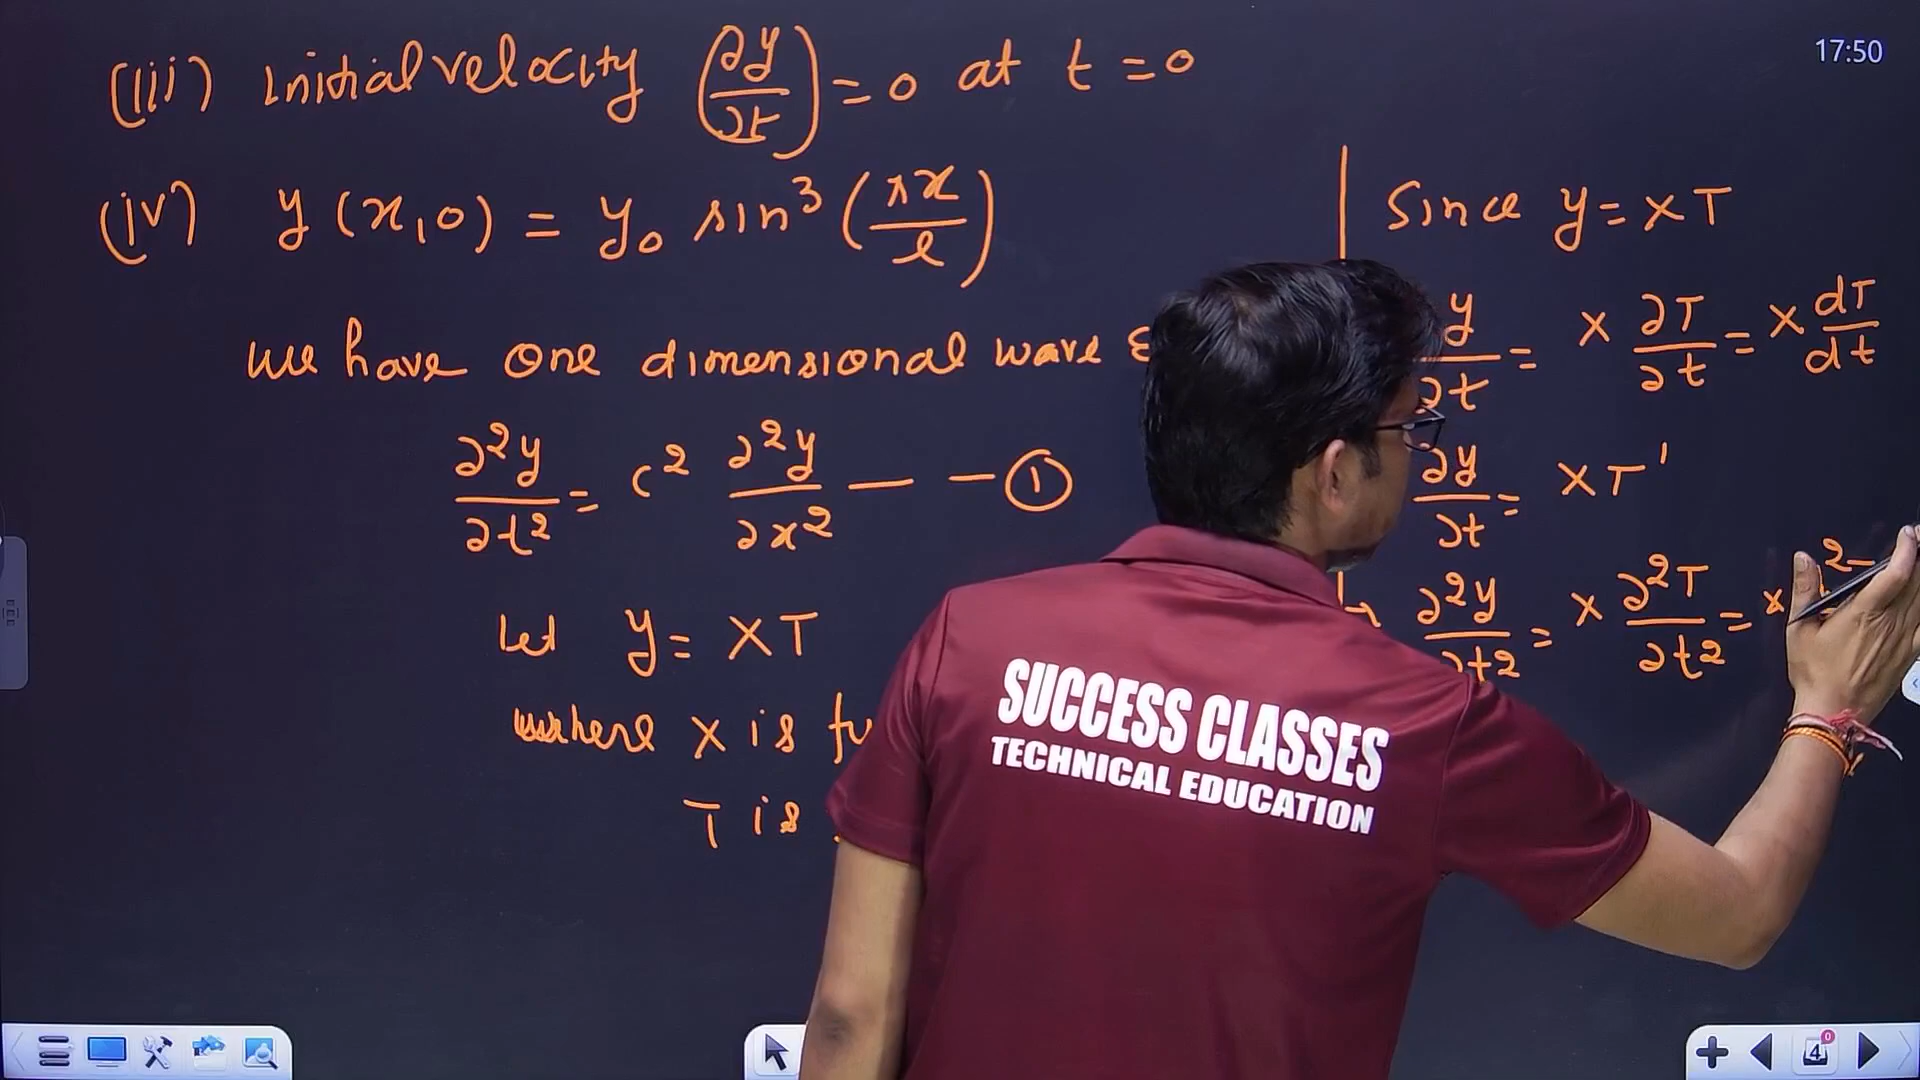 (iii) Initial velocity (∂y/∂t) = 0 at t = 0
17:50
(iv) y(x,0) = y₀ sin³(πx/l)
we have one dimensional wave
∂²y/∂t² = c² ∂²y/∂x² — — ①
Let y = XT
where X is
T is
Since y = XT
y/∂t = X ∂T/∂t = X dT/dt
∂y/∂t = XT'
∂²y/∂t² = X ∂²T/∂t² = X
SUCCESS CLASSES
TECHNICAL EDUCATION
4
0